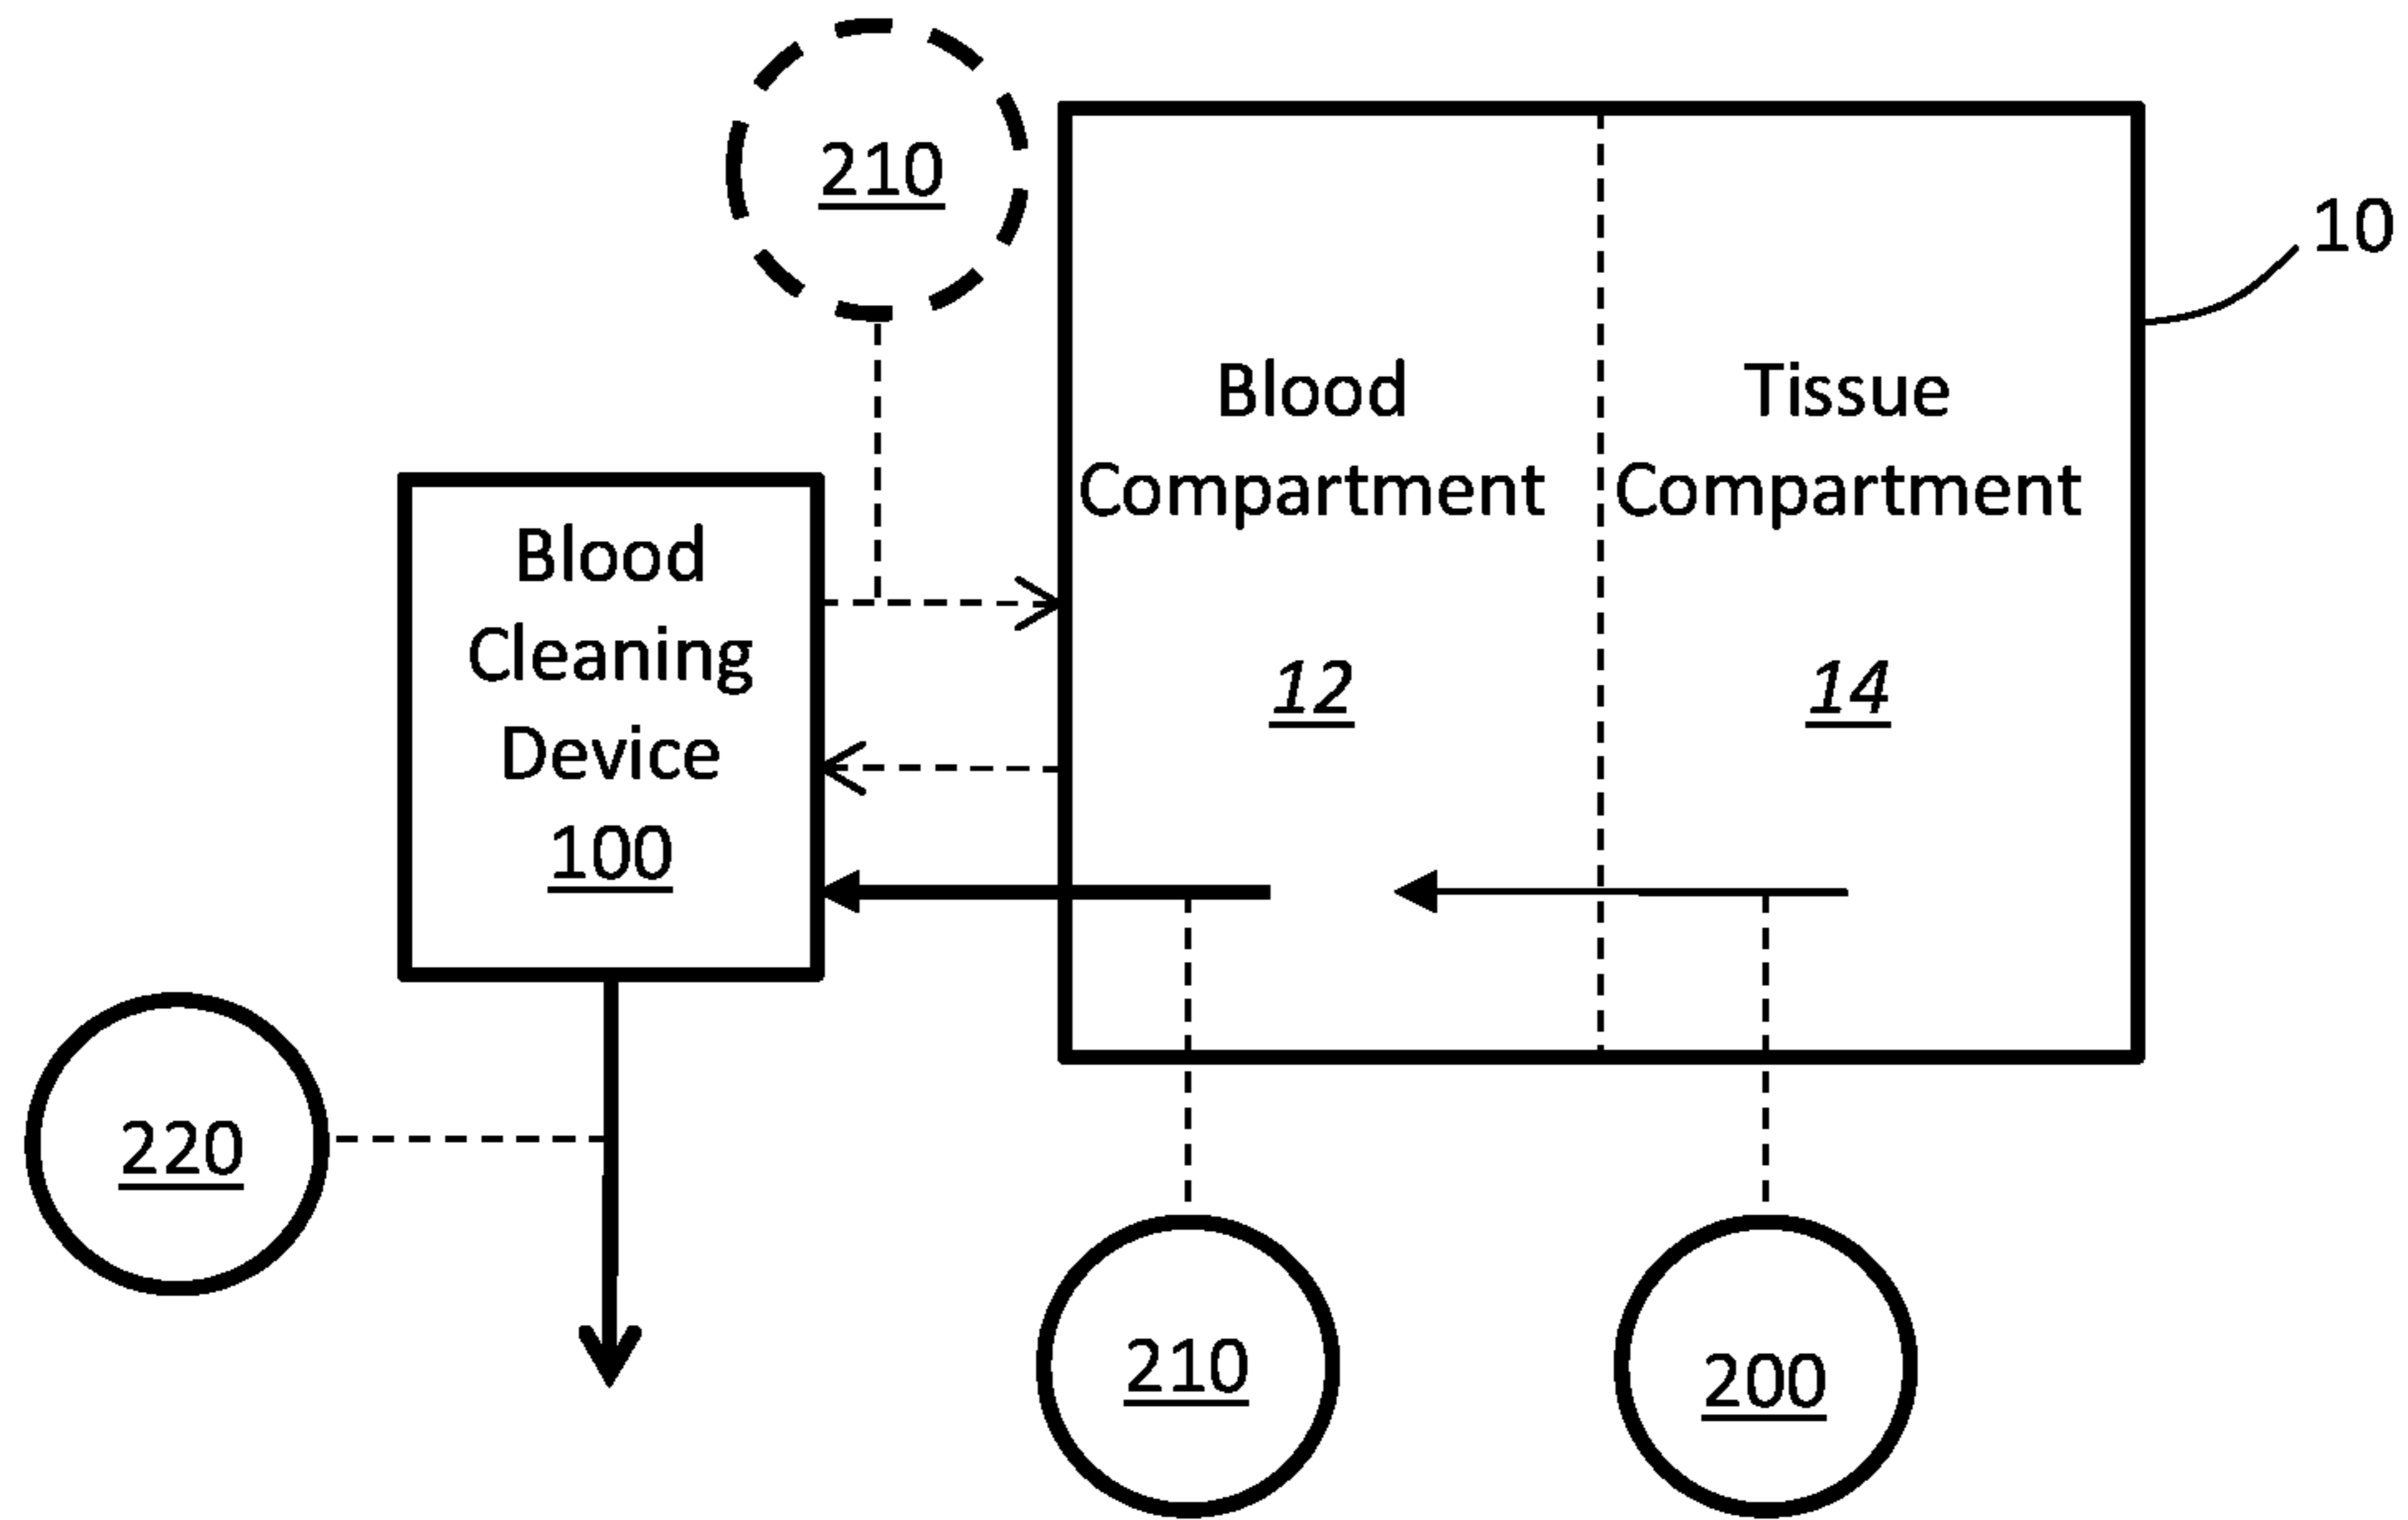 210
10
Blood
Compartment
12
Tissue
Compartment
14
Blood
Cleaning
Device
100
220
210
200